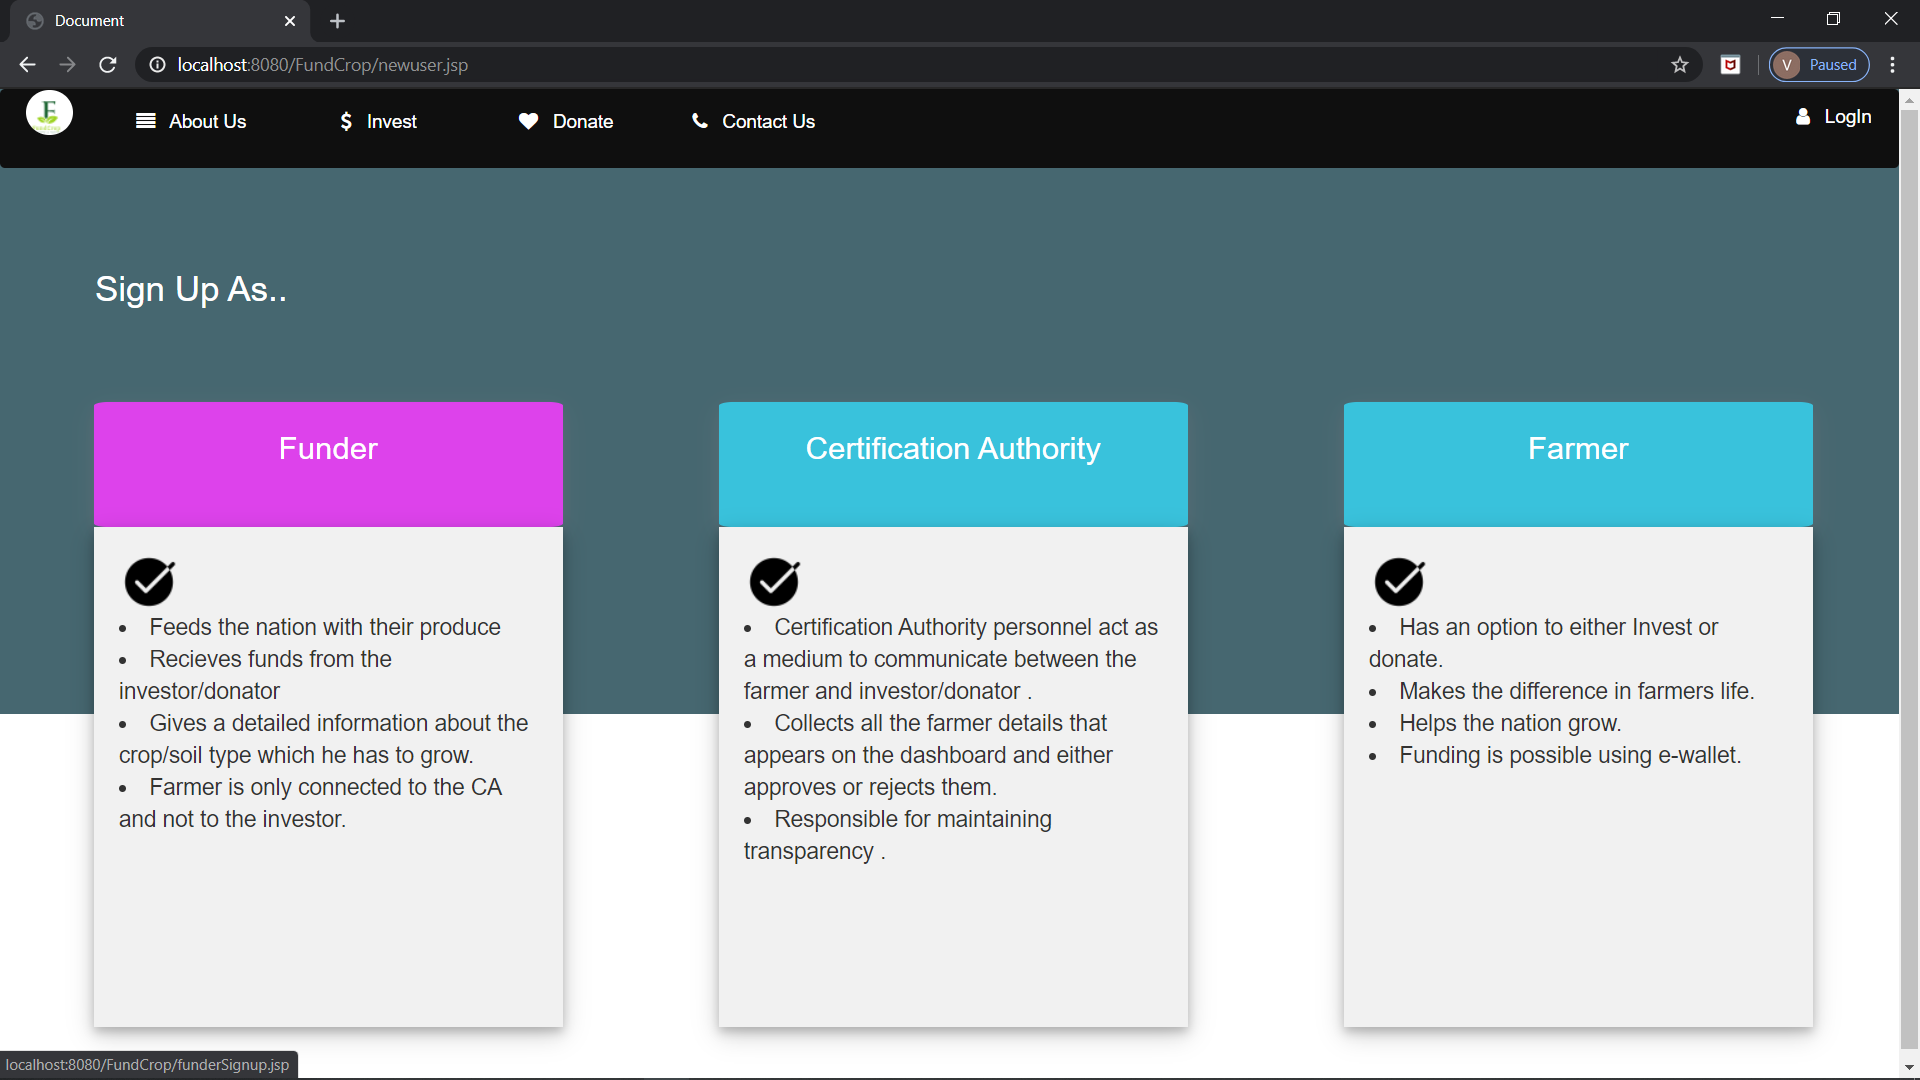 Document
localhost:8080/FundCrop/newuser.jsp
V Paused
F
About Us
Invest
Donate
Contact Us
LogIn
Sign Up As..
Funder
• Feeds the nation with their produce
• Recieves funds from the
investor/donator
• Gives a detailed information about the
crop/soil type which he has to grow.
• Farmer is only connected to the CA
and not to the investor.
Certification Authority
• Certification Authority personnel act as
a medium to communicate between the
farmer and investor/donator .
• Collects all the farmer details that
appears on the dashboard and either
approves or rejects them.
• Responsible for maintaining
transparency .
Farmer
• Has an option to either Invest or
donate.
• Makes the difference in farmers life.
• Helps the nation grow.
• Funding is possible using e-wallet.
localhost:8080/FundCrop/funderSignup.jsp